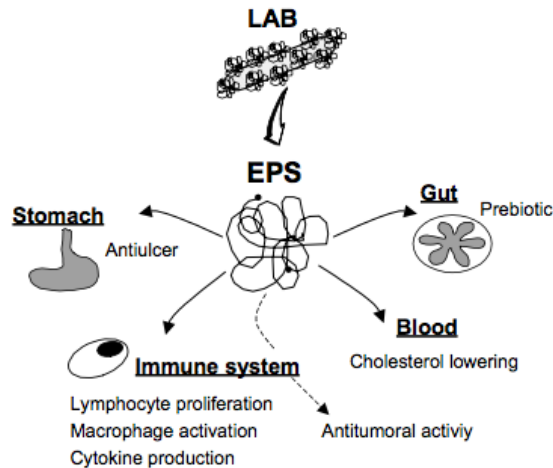 LAB
EPS
Stomach
Antiulcer
Gut
Prebiotic
Blood
Cholesterol lowering
Immune system
Lymphocyte proliferation
Macrophage activation
Cytokine production
Antitumoral activiy